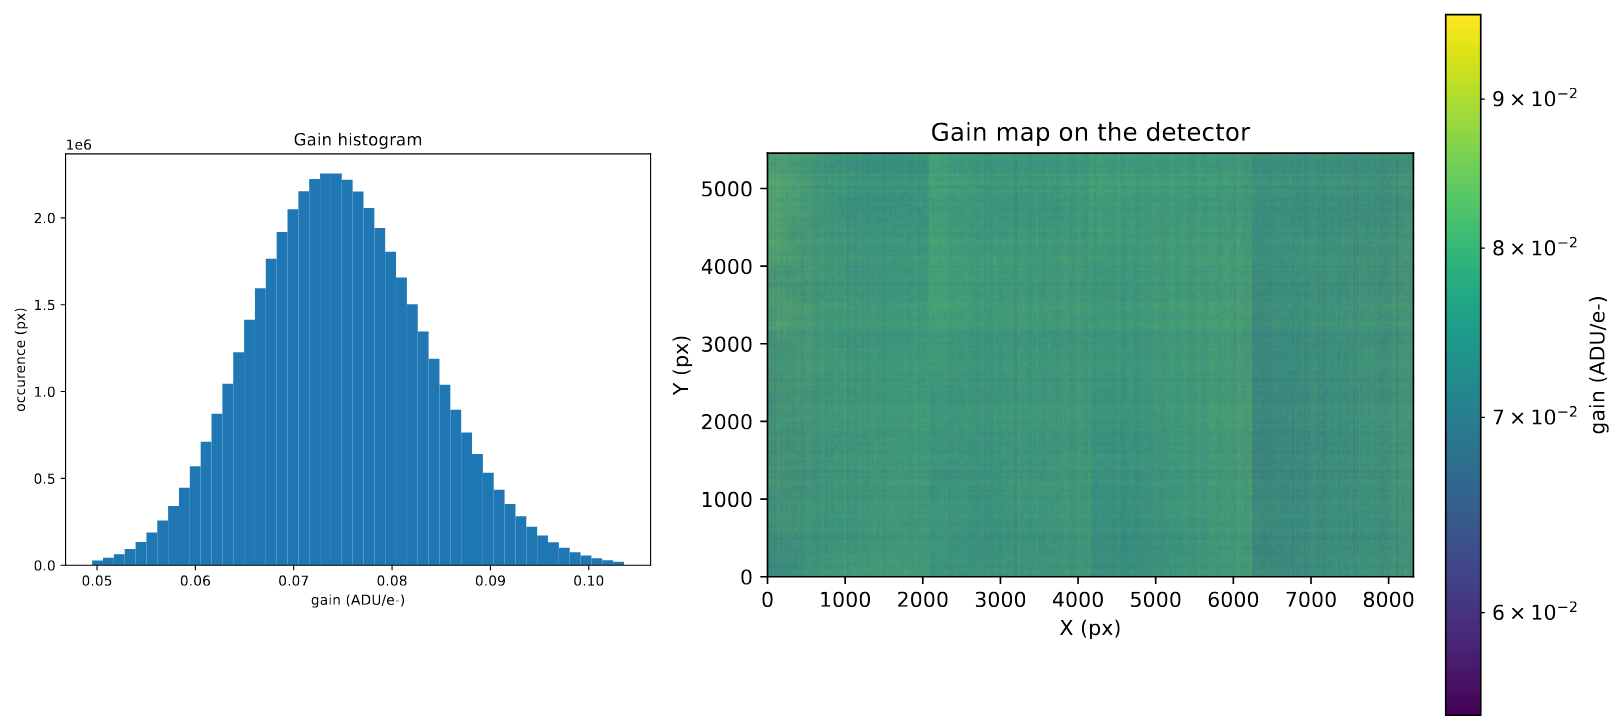 Gain histogram
1e6
2.0
1.5
1.0
0.5
0.0
occurence (px)
0.05 0.06 0.07 0.08 0.09 0.10
gain (ADU/e-)
Gain map on the detector
5000
4000
3000
2000
1000
0
Y (px)
0 1000 2000 3000 4000 5000 6000 7000 8000
X (px)
9 × 10⁻²
8 × 10⁻²
7 × 10⁻²
6 × 10⁻²
gain (ADU/e-)